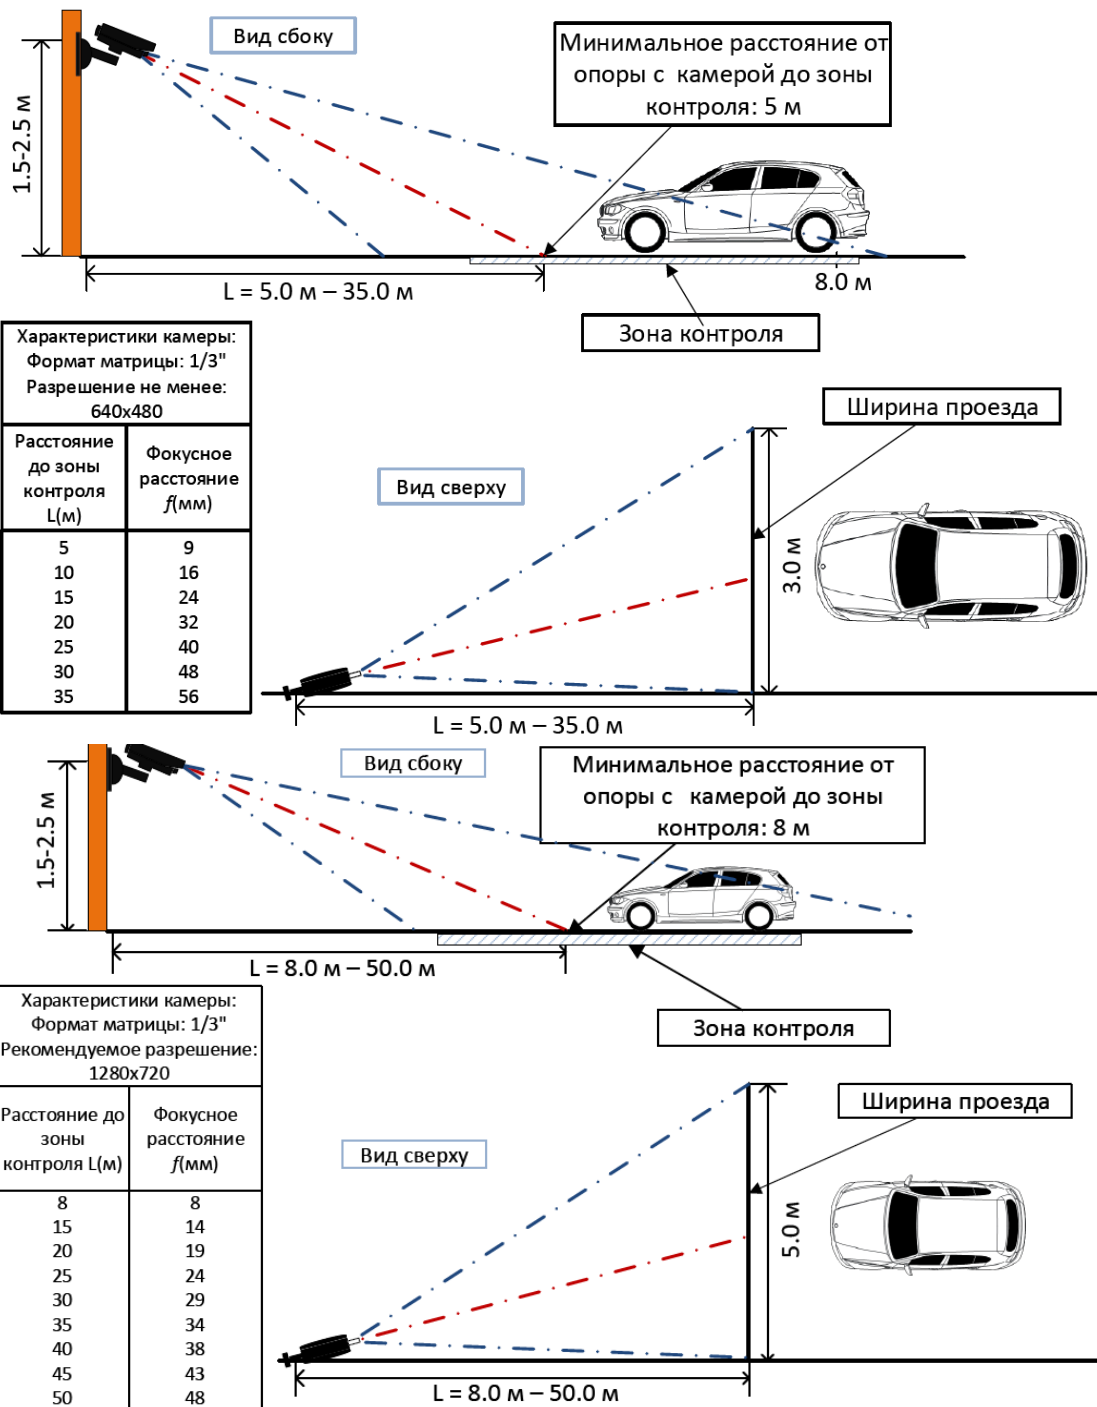 Вид сбоку
Минимальное расстояние от
опоры с камерой до зоны
контроля: 5 м
1.5-2.5 м
L = 5.0 м – 35.0 м
8.0 м
Зона контроля
Характеристики камеры:
Формат матрицы: 1/3"
Разрешение не менее:
640x480
Расстояние
до зоны
контроля
L(м)
Фокусное
расстояние
f(мм)
5 9
10 16
15 24
20 32
25 40
30 48
35 56
Ширина проезда
Вид сверху
3.0 м
L = 5.0 м – 35.0 м
Вид сбоку
Минимальное расстояние от
опоры с камерой до зоны
контроля: 8 м
1.5-2.5 м
L = 8.0 м – 50.0 м
Зона контроля
Характеристики камеры:
Формат матрицы: 1/3"
Рекомендуемое разрешение:
1280x720
Расстояние до
зоны
контроля L(м)
Фокусное
расстояние
f(мм)
8 8
15 14
20 19
25 24
30 29
35 34
40 38
45 43
50 48
Ширина проезда
Вид сверху
5.0 м
L = 8.0 м – 50.0 м